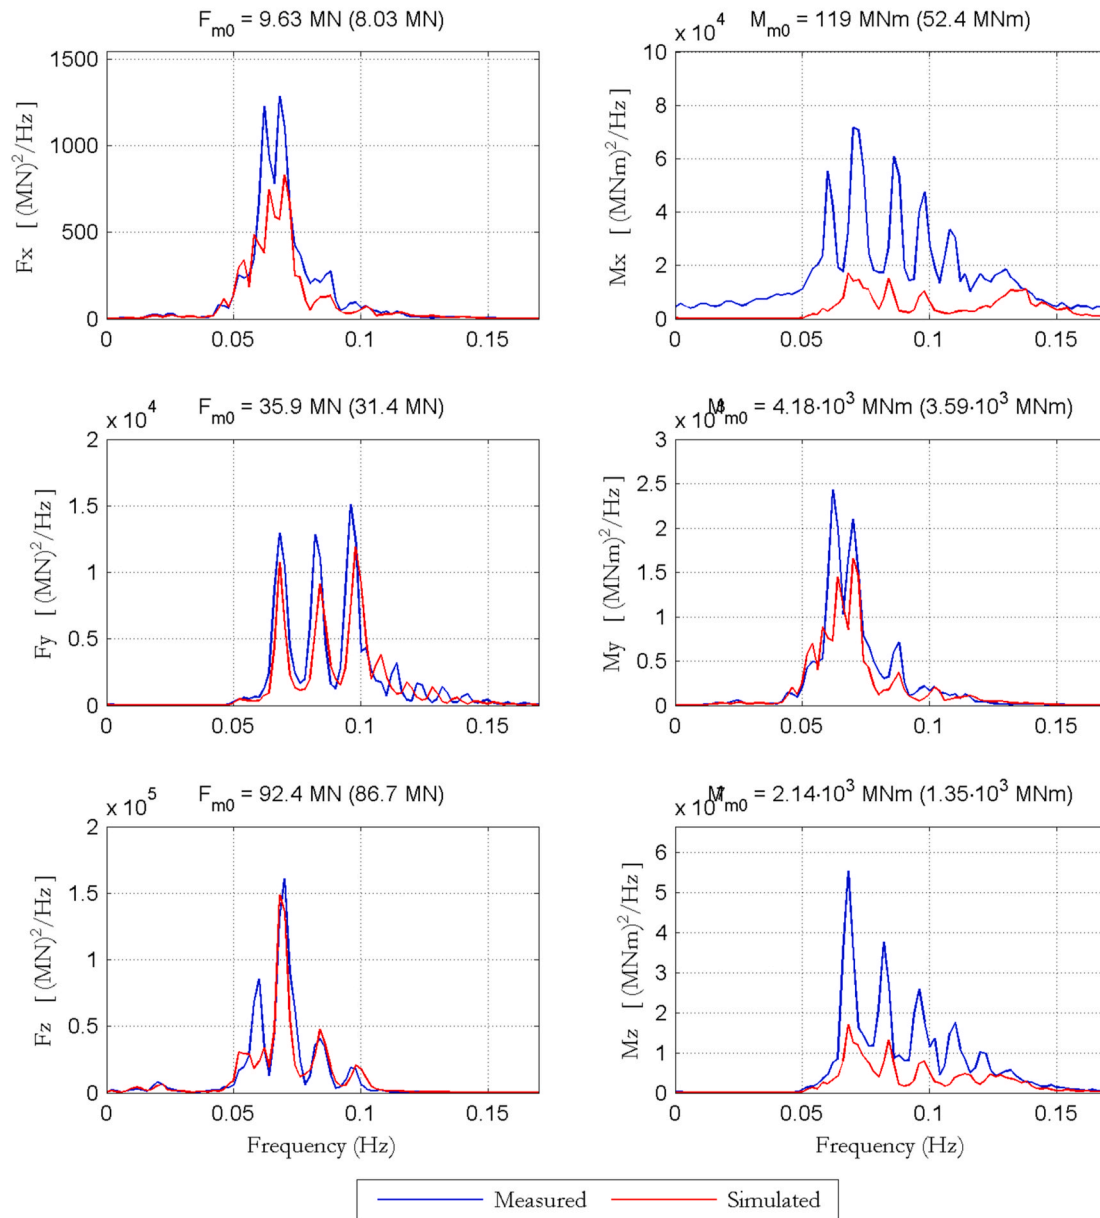 F_m0 = 9.63 MN (8.03 MN)
1500
1000
500
0
0 0.05 0.1 0.15
Fx [ (MN)^2/Hz ]
x 10^4 M_m0 = 119 MNm (52.4 MNm)
10
8
6
4
2
0
0 0.05 0.1 0.15
Mx [ (MNm)^2/Hz ]
x 10^4 F_m0 = 35.9 MN (31.4 MN)
2
1.5
1
0.5
0
0 0.05 0.1 0.15
Fy [ (MN)^2/Hz ]
x 10 M_m0 = 4.18·10^3 MNm (3.59·10^3 MNm)
3
2.5
2
1.5
1
0.5
0
0 0.05 0.1 0.15
My [ (MNm)^2/Hz ]
x 10^5 F_m0 = 92.4 MN (86.7 MN)
2
1.5
1
0.5
0
0 0.05 0.1 0.15
Fz [ (MN)^2/Hz ]
Frequency (Hz)
x 10 M_m0 = 2.14·10^3 MNm (1.35·10^3 MNm)
6
5
4
3
2
1
0
0 0.05 0.1 0.15
Mz [ (MNm)^2/Hz ]
Frequency (Hz)
Measured Simulated